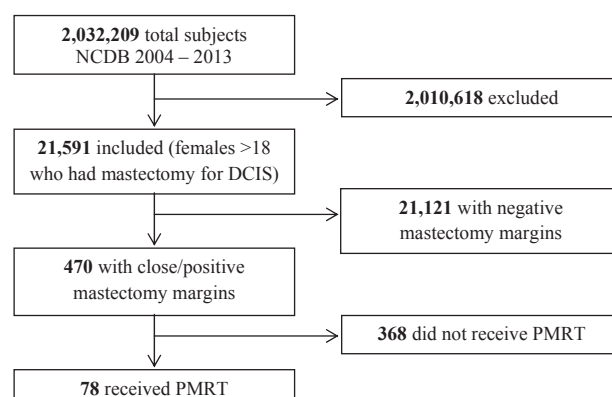 2,032,209 total subjects
NCDB 2004 – 2013
2,010,618 excluded
21,591 included (females >18
who had mastectomy for DCIS)
21,121 with negative
mastectomy margins
470 with close/positive
mastectomy margins
368 did not receive PMRT
78 received PMRT